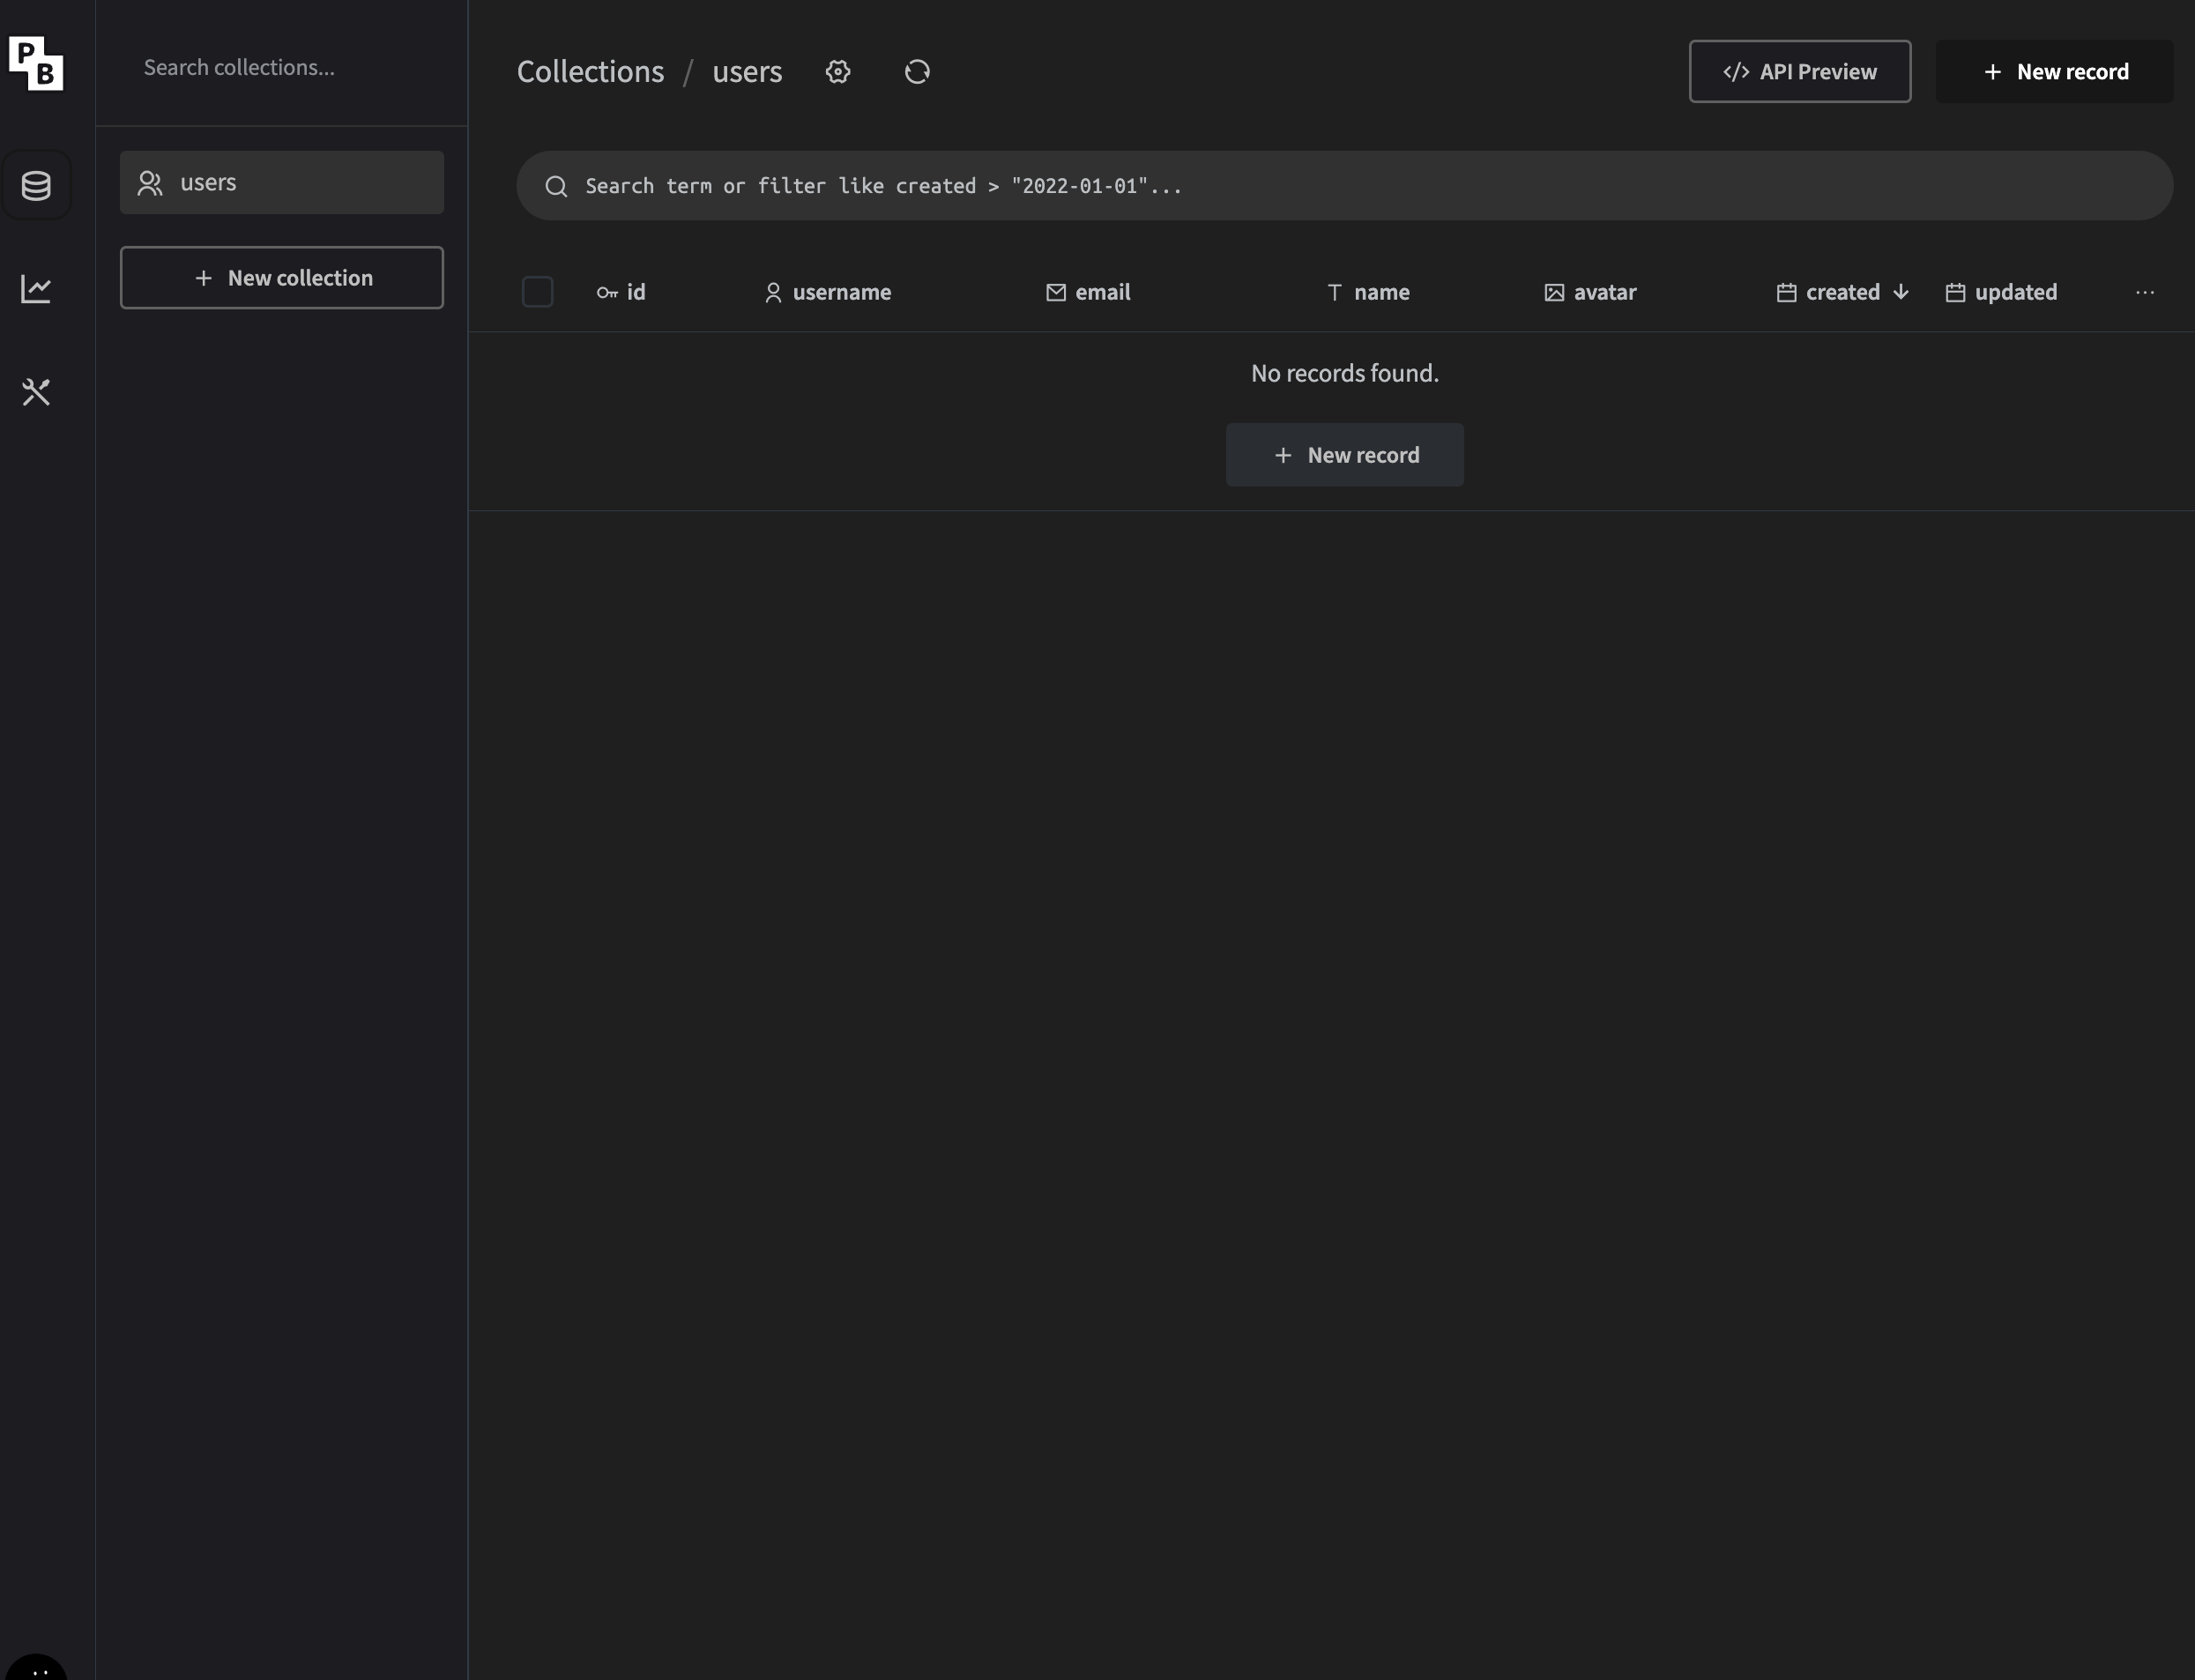 P
B
Search collections...
users
New collection
Collections / users
API Preview
New record
Search term or filter like created > "2022-01-01"...
id username email name avatar created updated
No records found.
New record